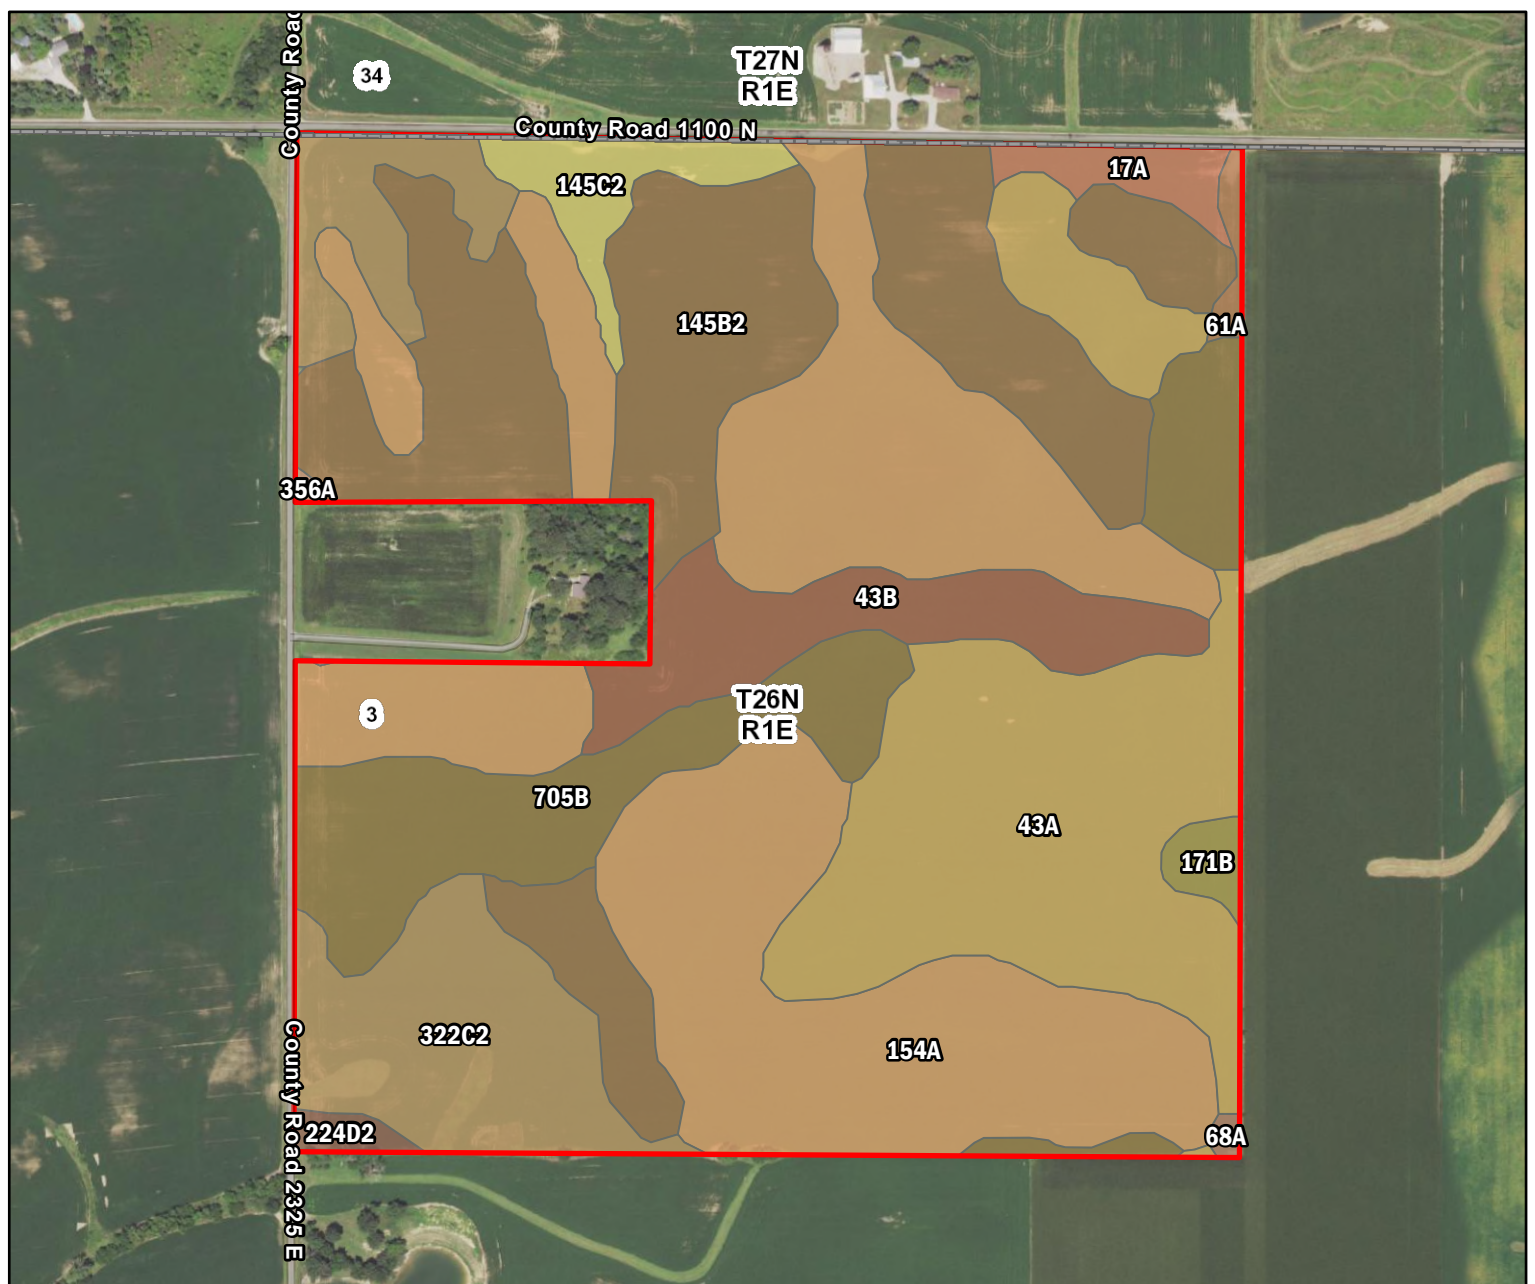 County Road
34
T27N
R1E
County Road 1100 N
17A
145C2
145B2
61A
356A
43B
T26N
R1E
3
705B
43A
171B
322C2
154A
224D2
68A
County Road 2325 E